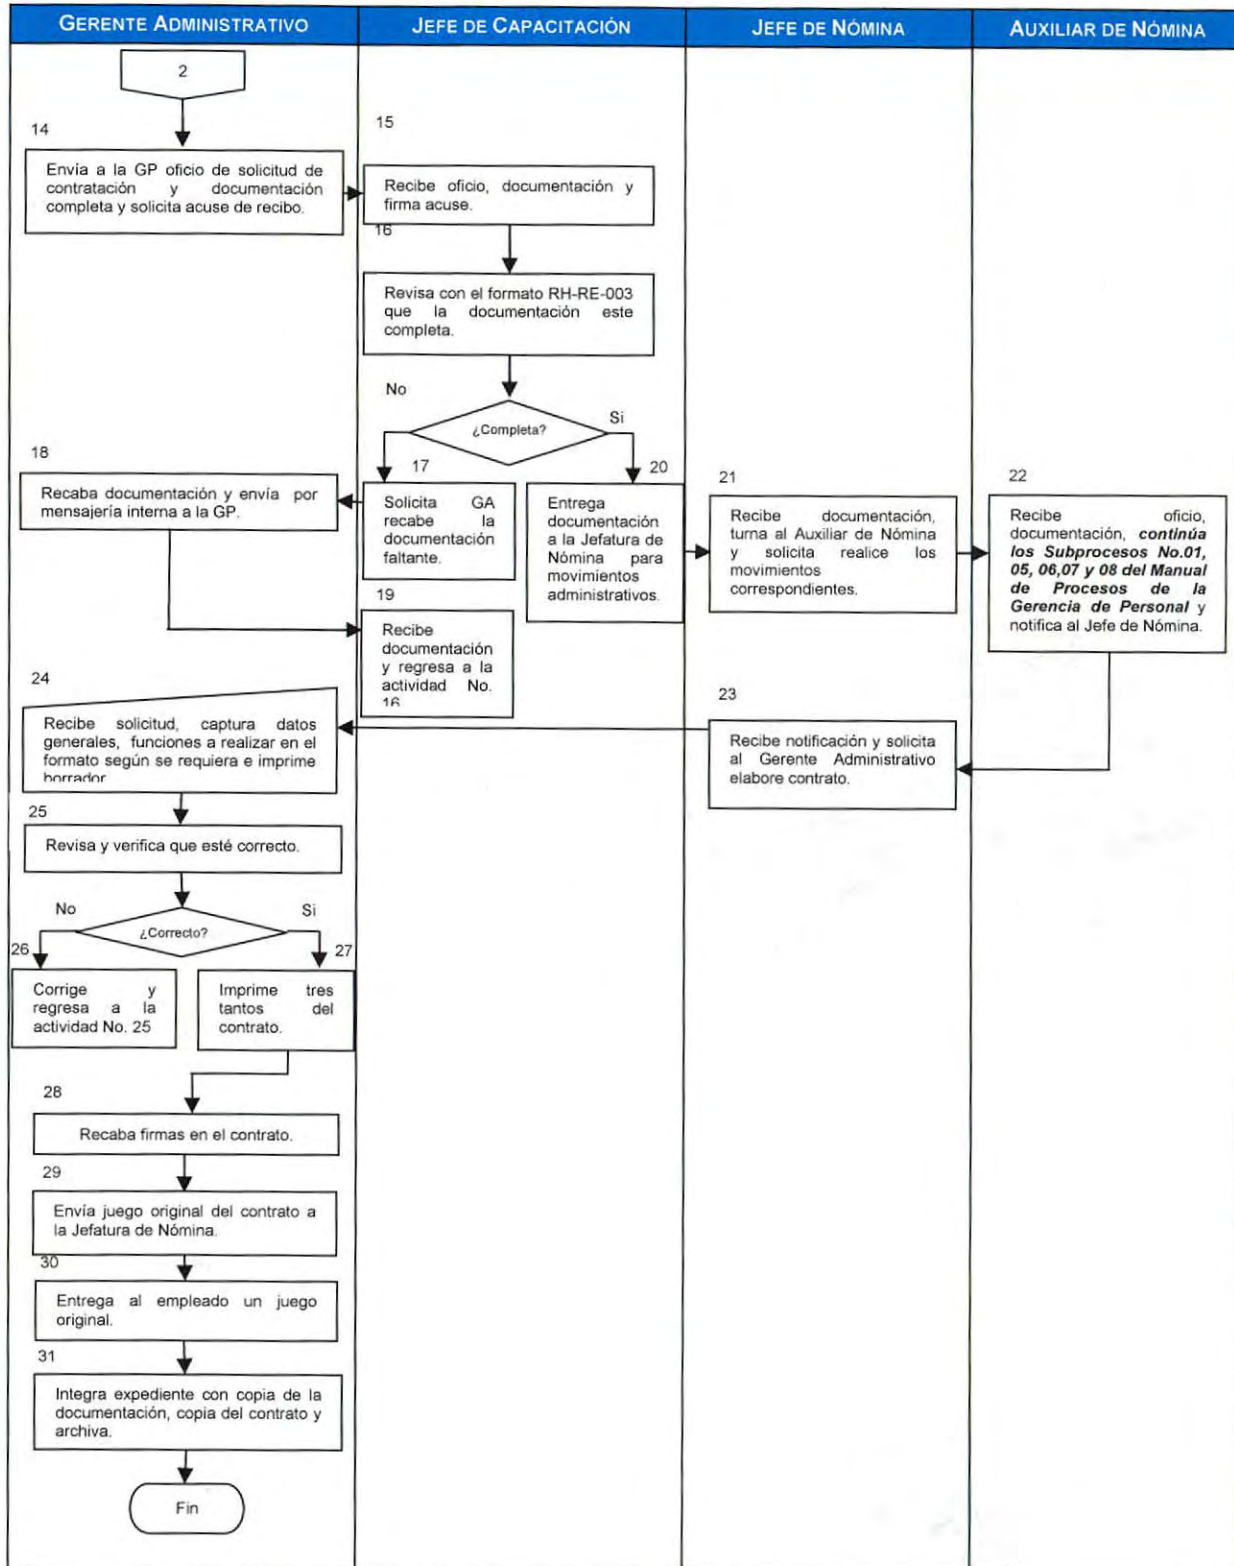 GERENTE ADMINISTRATIVO
JEFE DE CAPACITACIÓN
JEFE DE NÓMINA
AUXILIAR DE NÓMINA
2
14
Envía a la GP oficio de solicitud de
contratación y documentación
completa y solicita acuse de recibo.
15
Recibe oficio, documentación y
firma acuse.
16
Revisa con el formato RH-RE-003
que la documentación este
completa.
No
¿Completa?
Si
17
Solicita GA
recabe la
documentación
faltante.
18
Recaba documentación y envía por
mensajería interna a la GP.
19
Recibe
documentación
y regresa a la
actividad No.
16
20
Entrega
documentación
a la Jefatura de
Nómina para
movimientos
administrativos.
21
Recibe documentación,
turna al Auxiliar de Nómina
y solicita realice los
movimientos
correspondientes.
22
Recibe oficio,
documentación, continúa
los Subprocesos No.01,
05, 06,07 y 08 del Manual
de Procesos de la
Gerencia de Personal y
notifica al Jefe de Nómina.
23
Recibe notificación y solicita
al Gerente Administrativo
elabore contrato.
24
Recibe solicitud, captura datos
generales, funciones a realizar en el
formato según se requiera e imprime
borrador
25
Revisa y verifica que esté correcto.
No
¿Correcto?
Si
26
Corrige y
regresa a la
actividad No. 25
27
Imprime tres
tantos del
contrato.
28
Recaba firmas en el contrato.
29
Envía juego original del contrato a
la Jefatura de Nómina.
30
Entrega al empleado un juego
original.
31
Integra expediente con copia de la
documentación, copia del contrato y
archiva.
Fin